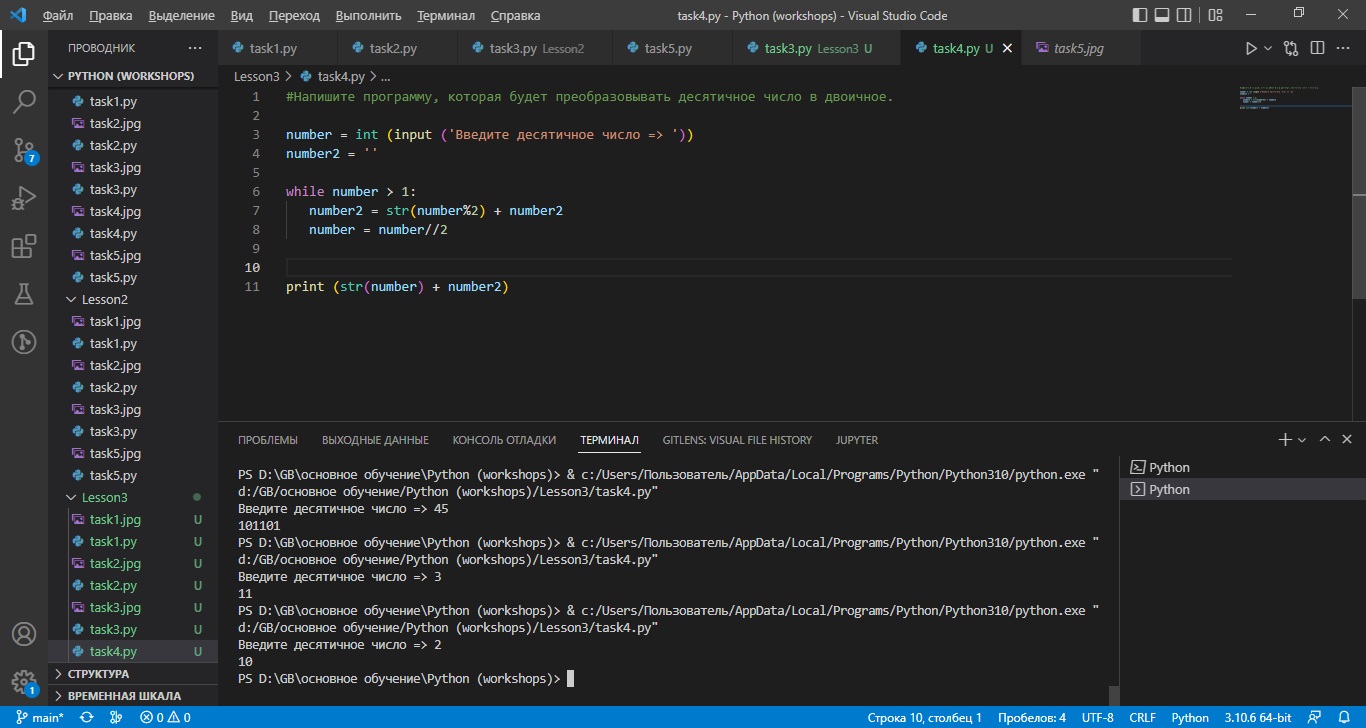 Файл Правка Выделение Вид Переход Выполнить Терминал Справка task4.py - Python (workshops) - Visual Studio Code
ПРОВОДНИК
task1.py task2.py task3.py Lesson2 task5.py task3.py Lesson3 U task4.py U task5.jpg
PYTHON (WORKSHOPS)
task1.py
task2.jpg
task2.py
task3.jpg
task3.py
task4.jpg
task4.py
task5.jpg
task5.py
Lesson2
task1.jpg
task1.py
task2.jpg
task2.py
task3.jpg
task3.py
task5.jpg
task5.py
Lesson3
task1.jpg U
task1.py U
task2.jpg U
task2.py U
task3.jpg U
task3.py U
task4.py U
СТРУКТУРА
ВРЕМЕННАЯ ШКАЛА
7
1
Lesson3 > task4.py > ...
1 #Напишите программу, которая будет преобразовывать десятичное число в двоичное.
2
3 number = int (input ('Введите десятичное число => '))
4 number2 = ''
5
6 while number > 1:
7 number2 = str(number%2) + number2
8 number = number//2
9
10
11 print (str(number) + number2)
ПРОБЛЕМЫ ВЫХОДНЫЕ ДАННЫЕ КОНСОЛЬ ОТЛАДКИ ТЕРМИНАЛ GITLENS: VISUAL FILE HISTORY JUPYTER
PS D:\GB\основное обучение\Python (workshops)> & c:/Users/Пользователь/AppData/Local/Programs/Python/Python310/python.exe "
d:/GB/основное обучение/Python (workshops)/Lesson3/task4.py"
Введите десятичное число => 45
101101
PS D:\GB\основное обучение\Python (workshops)> & c:/Users/Пользователь/AppData/Local/Programs/Python/Python310/python.exe "
d:/GB/основное обучение/Python (workshops)/Lesson3/task4.py"
Введите десятичное число => 3
11
PS D:\GB\основное обучение\Python (workshops)> & c:/Users/Пользователь/AppData/Local/Programs/Python/Python310/python.exe "
d:/GB/основное обучение/Python (workshops)/Lesson3/task4.py"
Введите десятичное число => 2
10
PS D:\GB\основное обучение\Python (workshops)>
Python
Python
main* 0 0 Строка 10, столбец 1 Пробелов: 4 UTF-8 CRLF Python 3.10.6 64-bit